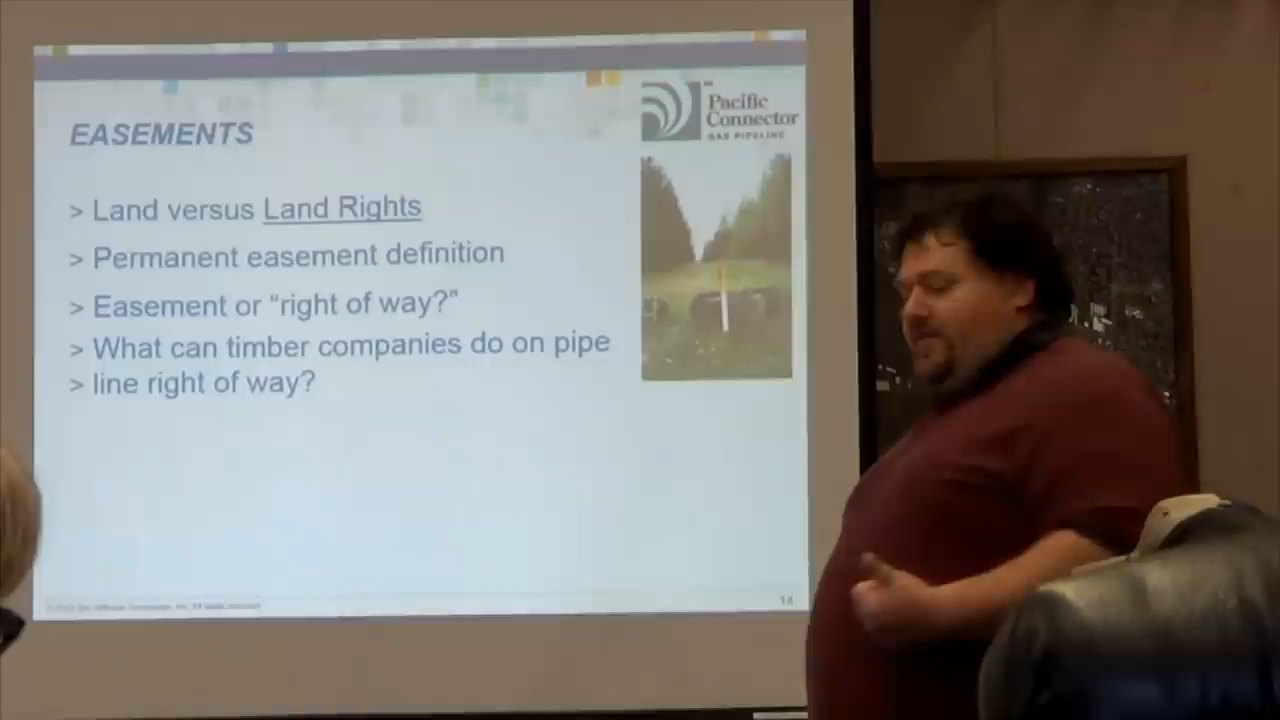 EASEMENTS
Pacific
Connector
GAS PIPELINE
> Land versus Land Rights
> Permanent easement definition
> Easement or “right of way?”
> What can timber companies do on pipe
> line right of way?